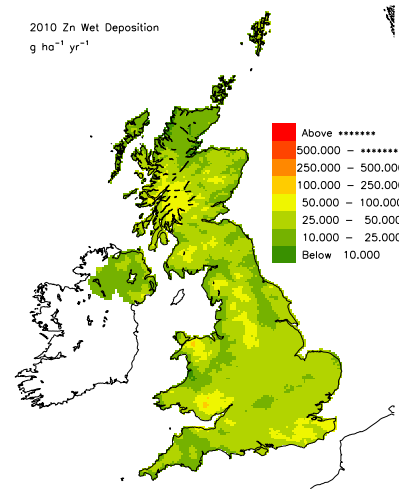 2010 Zn Wet Deposition
g ha⁻¹ yr⁻¹
Above *******
500.000 – *******
250.000 – 500.000
100.000 – 250.000
50.000 – 100.000
25.000 – 50.000
10.000 – 25.000
Below 10.000